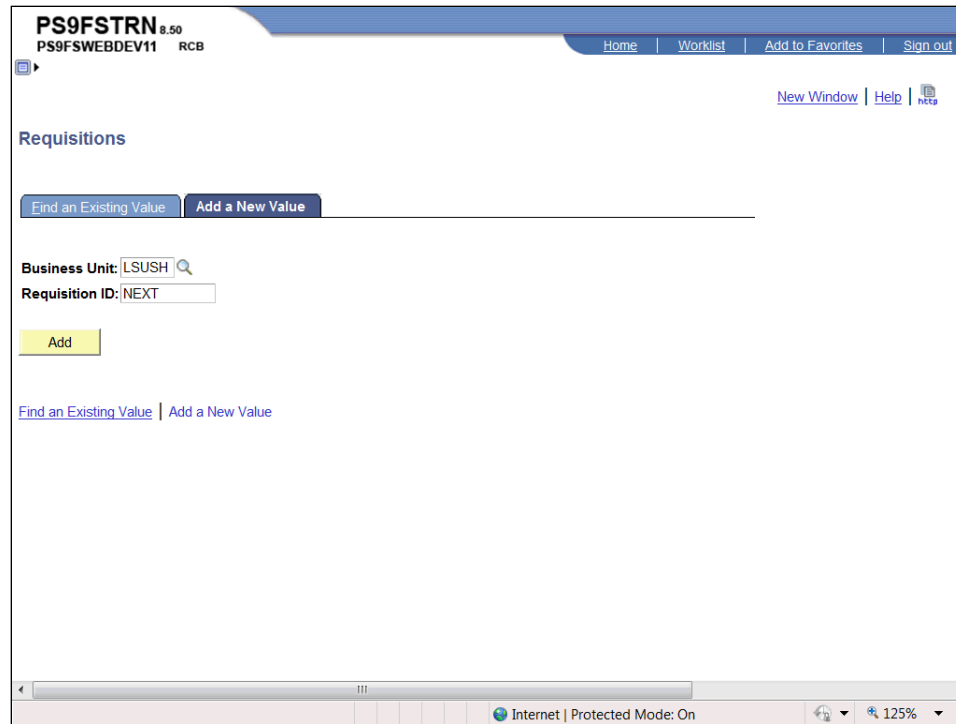 PS9FSTRN 8.50
PS9FSWEBDEV11 RCB
Home | Worklist | Add to Favorites | Sign out
New Window | Help | http
Requisitions
Find an Existing Value Add a New Value
Business Unit: LSUSH
Requisition ID: NEXT
Add
Find an Existing Value | Add a New Value
Internet | Protected Mode: On 125%